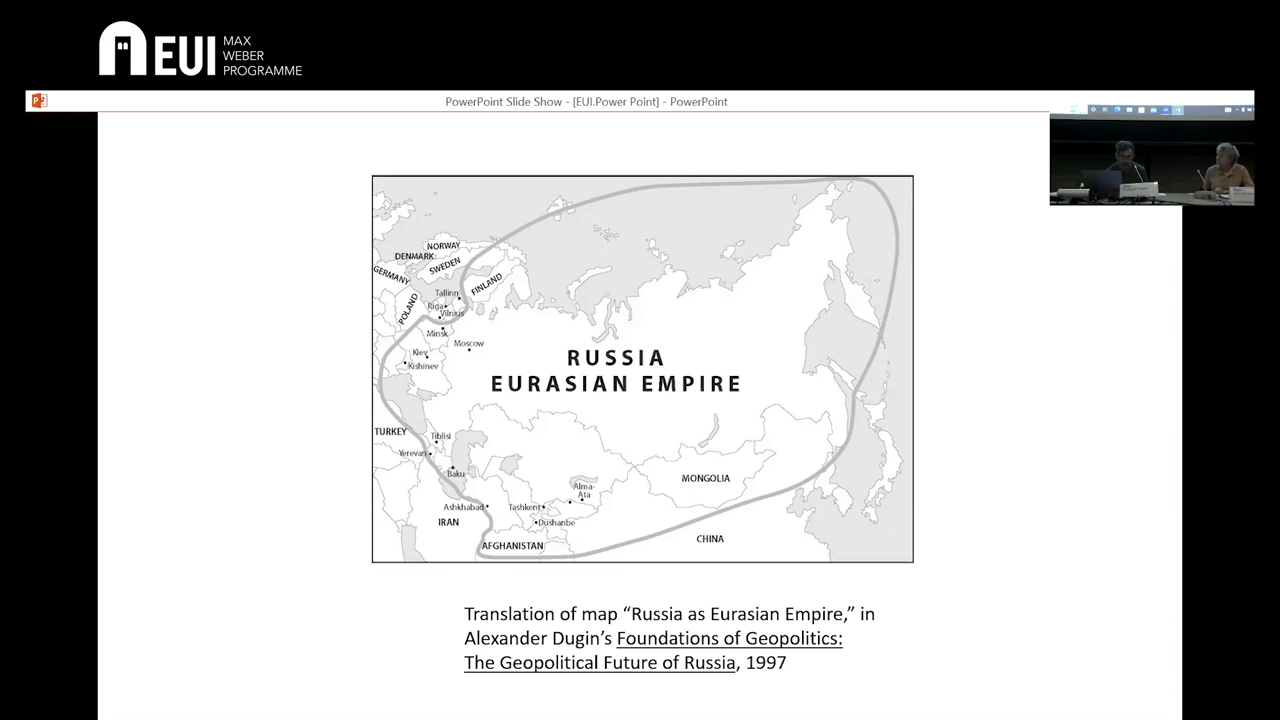 EUI
MAX
WEBER
PROGRAMME
PowerPoint Slide Show - [EUI.Power Point] - PowerPoint
NORWAY
DENMARK
SWEDEN
GERMANY
FINLAND
POLAND
Tallinn
Riga
Vilnius
Minsk
Moscow
Kiev
Kishinev
RUSSIA
EURASIAN EMPIRE
TURKEY
Tiblisi
Yerevan
Baku
MONGOLIA
Alma-
Ata
Ashkhabad
Tashkent
IRAN
Dushanbe
CHINA
AFGHANISTAN
Translation of map “Russia as Eurasian Empire,” in
Alexander Dugin’s Foundations of Geopolitics:
The Geopolitical Future of Russia, 1997